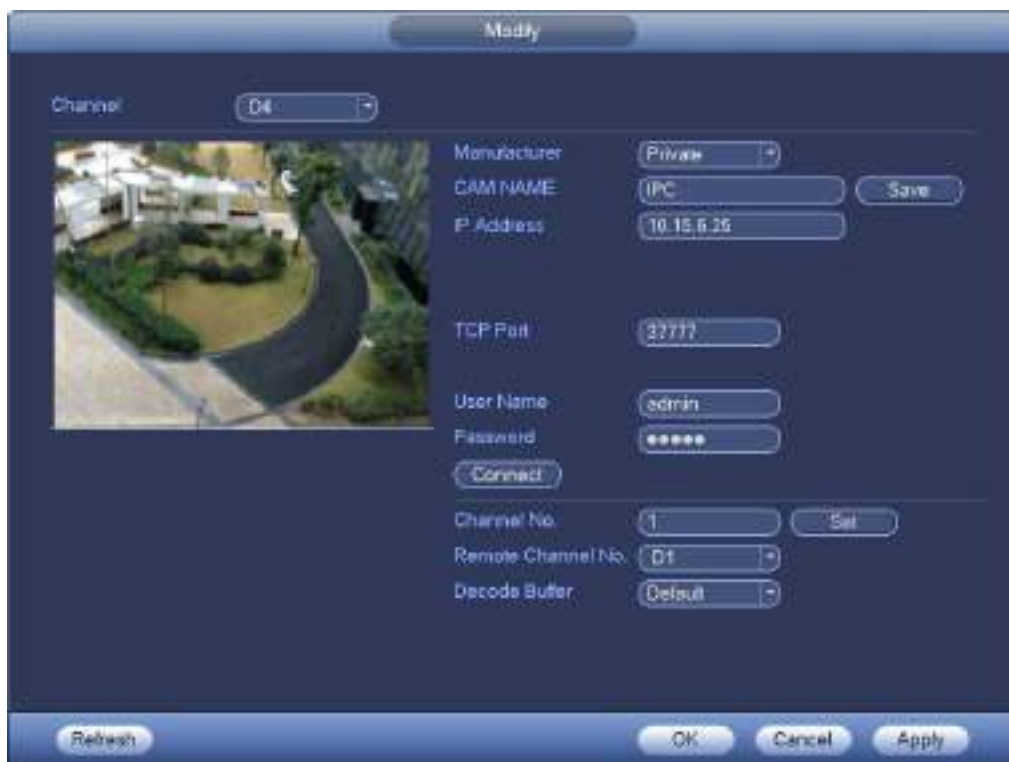 Modify
Channel D4
Manufacturer Private
CAM NAME IPC Save
IP Address 10.15.6.25
TCP Port 37777
User Name admin
Password •••••
Connect
Channel No. 1 Set
Remote Channel No. D1
Decode Buffer Default
Refresh OK Cancel Apply